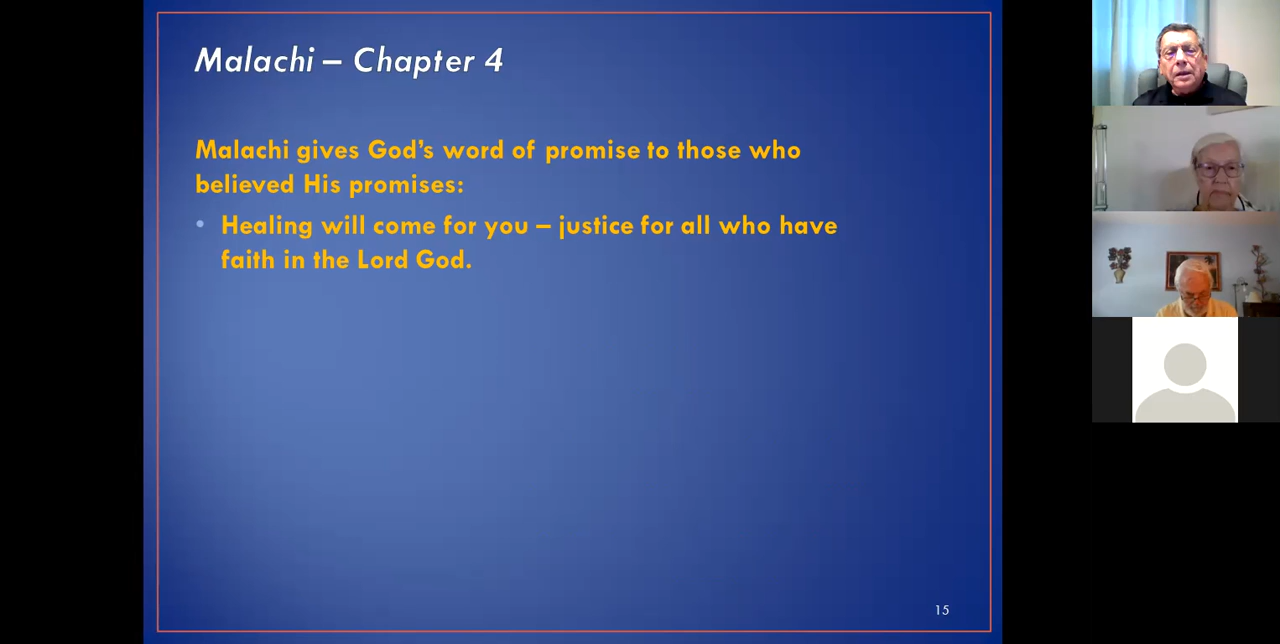 Malachi – Chapter 4
Malachi gives God’s word of promise to those who
believed His promises:
• Healing will come for you – justice for all who have
faith in the Lord God.
15